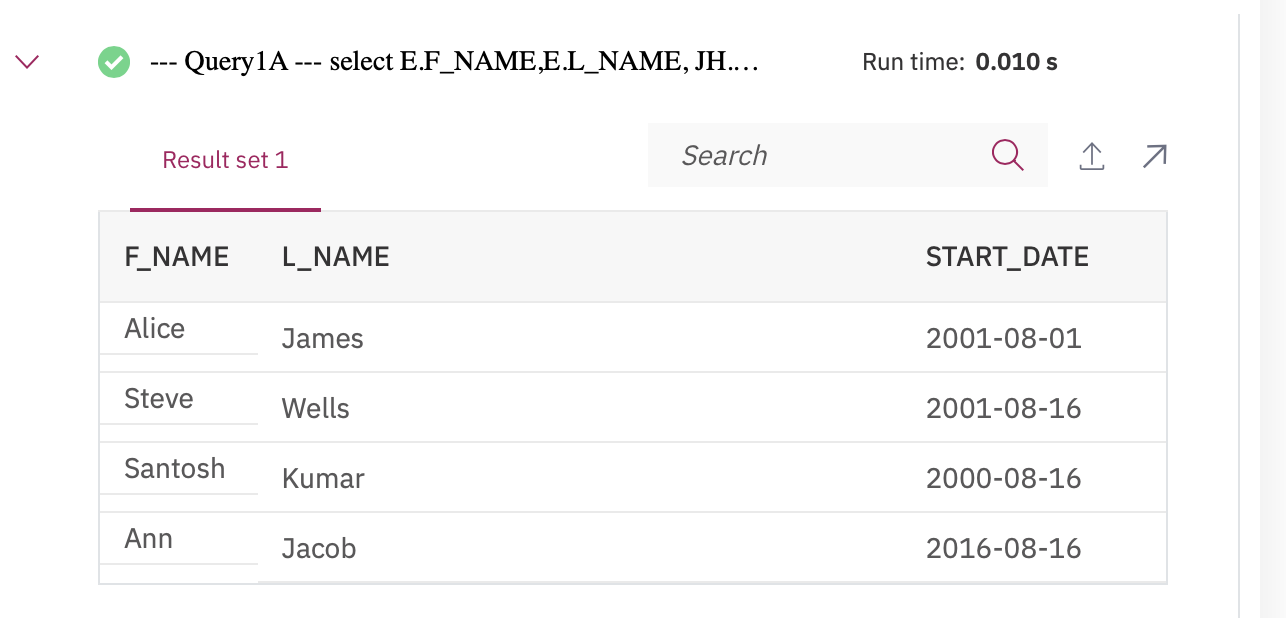 --- Query1A --- select E.F_NAME,E.L_NAME, JH.... Run time: 0.010 s
Result set 1 Search
F_NAME L_NAME START_DATE
Alice James 2001-08-01
Steve Wells 2001-08-16
Santosh Kumar 2000-08-16
Ann Jacob 2016-08-16